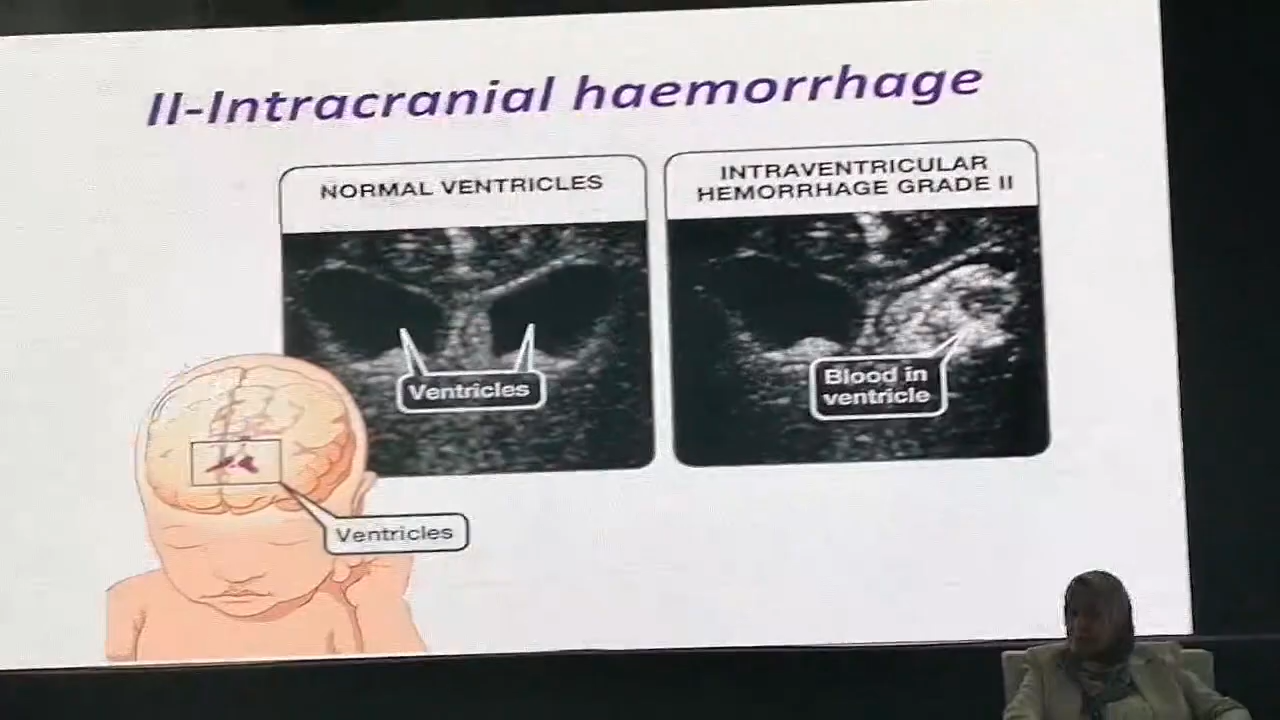 II-Intracranial haemorrhage
NORMAL VENTRICLES
INTRAVENTRICULAR
HEMORRHAGE GRADE II
Ventricles
Blood in
ventricle
Ventricles